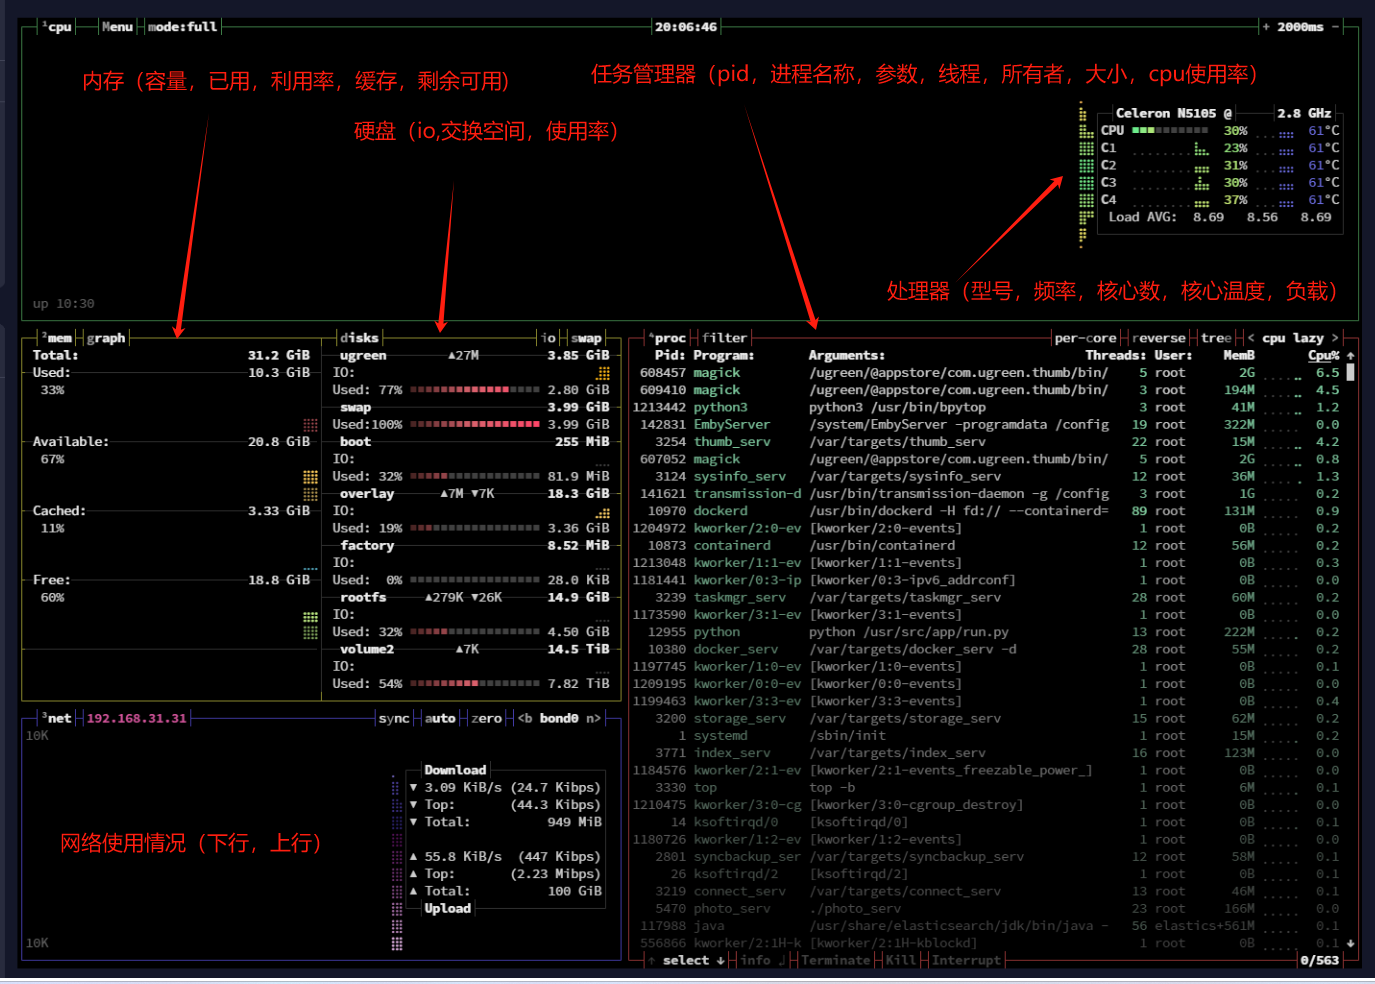 ¹cpu Menu mode:full 20:06:46 + 2000ms -
内存（容量，已用，利用率，缓存，剩余可用）
任务管理器（pid，进程名称，参数，线程，所有者，大小，cpu使用率）
硬盘（io,交换空间，使用率）
Celeron N5105 @ 2.8 GHz
CPU 30% 61°C
C1 23% 61°C
C2 31% 61°C
C3 30% 61°C
C4 37% 61°C
Load AVG: 8.69 8.56 8.69
处理器（型号，频率，核心数，核心温度，负载）
up 10:30
²mem graph
Total: 31.2 GiB
Used: 10.3 GiB
33%
Available: 20.8 GiB
67%
Cached: 3.33 GiB
11%
Free: 18.8 GiB
60%
disks io swap
ugreen ▲27M 3.85 GiB
IO:
Used: 77% 2.80 GiB
swap 3.99 GiB
Used:100% 3.99 GiB
boot 255 MiB
IO:
Used: 32% 81.9 MiB
overlay ▲7M ▼7K 18.3 GiB
IO:
Used: 19% 3.36 GiB
factory 8.52 MiB
IO:
Used: 0% 28.0 KiB
rootfs ▲279K ▼26K 14.9 GiB
IO:
Used: 32% 4.50 GiB
volume2 ▲7K 14.5 TiB
IO:
Used: 54% 7.82 TiB
³net 192.168.31.31 sync auto zero <b bond0 n>
10K
Download
▼ 3.09 KiB/s (24.7 Kibps)
▼ Top: (44.3 Kibps)
▼ Total: 949 MiB
网络使用情况（下行，上行）
▲ 55.8 KiB/s (447 Kibps)
▲ Top: (2.23 Mibps)
▲ Total: 100 GiB
Upload
10K
⁴proc filter per-core reverse tree < cpu lazy >
Pid: Program: Arguments: Threads: User: MemB Cpu% ↑
608457 magick /ugreen/@appstore/com.ugreen.thumb/bin/ 5 root 2G 6.5
609410 magick /ugreen/@appstore/com.ugreen.thumb/bin/ 3 root 194M 4.5
1213442 python3 python3 /usr/bin/bpytop 3 root 41M 1.2
142831 EmbyServer /system/EmbyServer -programdata /config 19 root 322M 0.0
3254 thumb_serv /var/targets/thumb_serv 22 root 15M 4.2
607052 magick /ugreen/@appstore/com.ugreen.thumb/bin/ 5 root 2G 0.8
3124 sysinfo_serv /var/targets/sysinfo_serv 12 root 36M 1.3
141621 transmission-d /usr/bin/transmission-daemon -g /config 3 root 1G 0.2
10970 dockerd /usr/bin/dockerd -H fd:// --containerd= 89 root 131M 0.9
1204972 kworker/2:0-ev [kworker/2:0-events] 1 root 0B 0.2
10873 containerd /usr/bin/containerd 12 root 56M 0.2
1213048 kworker/1:1-ev [kworker/1:1-events] 1 root 0B 0.3
1181441 kworker/0:3-ip [kworker/0:3-ipv6_addrconf] 1 root 0B 0.0
3239 taskmgr_serv /var/targets/taskmgr_serv 28 root 60M 0.2
1173590 kworker/3:1-ev [kworker/3:1-events] 1 root 0B 0.0
12955 python python /usr/src/app/run.py 13 root 222M 0.2
10380 docker_serv /var/targets/docker_serv -d 28 root 55M 0.2
1197745 kworker/1:0-ev [kworker/1:0-events] 1 root 0B 0.1
1209195 kworker/0:0-ev [kworker/0:0-events] 1 root 0B 0.0
1199463 kworker/3:3-ev [kworker/3:3-events] 1 root 0B 0.4
3200 storage_serv /var/targets/storage_serv 15 root 62M 0.2
1 systemd /sbin/init 1 root 15M 0.2
3771 index_serv /var/targets/index_serv 16 root 123M 0.0
1184576 kworker/2:1-ev [kworker/2:1-events_freezable_power_] 1 root 0B 0.0
3330 top top -b 1 root 6M 0.1
1210475 kworker/3:0-cg [kworker/3:0-cgroup_destroy] 1 root 0B 0.0
14 ksoftirqd/0 [ksoftirqd/0] 1 root 0B 0.1
1180726 kworker/1:2-ev [kworker/1:2-events] 1 root 0B 0.0
2801 syncbackup_ser /var/targets/syncbackup_serv 12 root 58M 0.1
26 ksoftirqd/2 [ksoftirqd/2] 1 root 0B 0.0
3219 connect_serv /var/targets/connect_serv 13 root 46M 0.1
5470 photo_serv ./photo_serv 23 root 166M 0.0
117988 java /usr/share/elasticsearch/jdk/bin/java - 56 elastics+561M 0.1
556866 kworker/2:1H-k [kworker/2:1H-kblockd] 1 root 0B 0.1 ↓
↑ select ↓ info ↲ Terminate Kill Interrupt 0/563